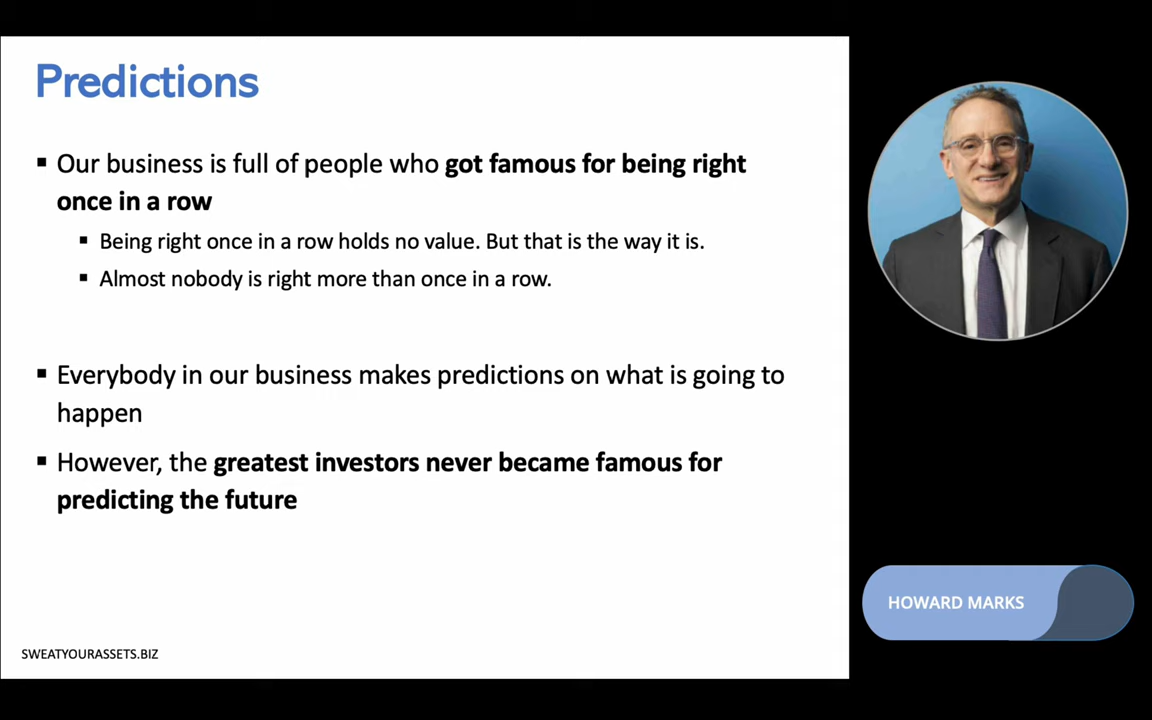 Predictions
▪ Our business is full of people who got famous for being right
once in a row
▪ Being right once in a row holds no value. But that is the way it is.
▪ Almost nobody is right more than once in a row.
▪ Everybody in our business makes predictions on what is going to
happen
▪ However, the greatest investors never became famous for
predicting the future
SWEATYOURASSETS.BIZ
HOWARD MARKS